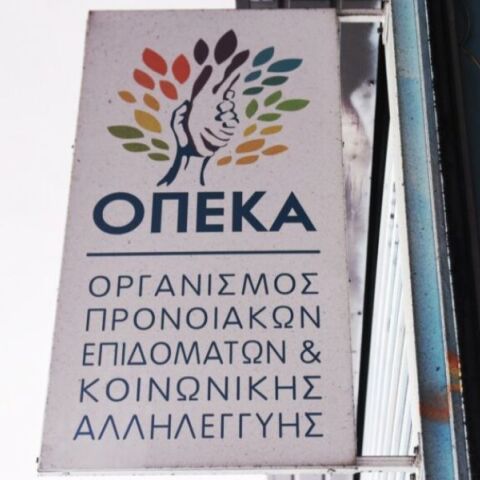 ΟΠΕΚΑ
ΟΡΓΑΝΙΣΜΟΣ
ΠΡΟΝΟΙΑΚΩΝ
ΕΠΙΔΟΜΑΤΩΝ &
ΚΟΙΝΩΝΙΚΗΣ
ΑΛΛΗΛΕΓΓΥΗΣ